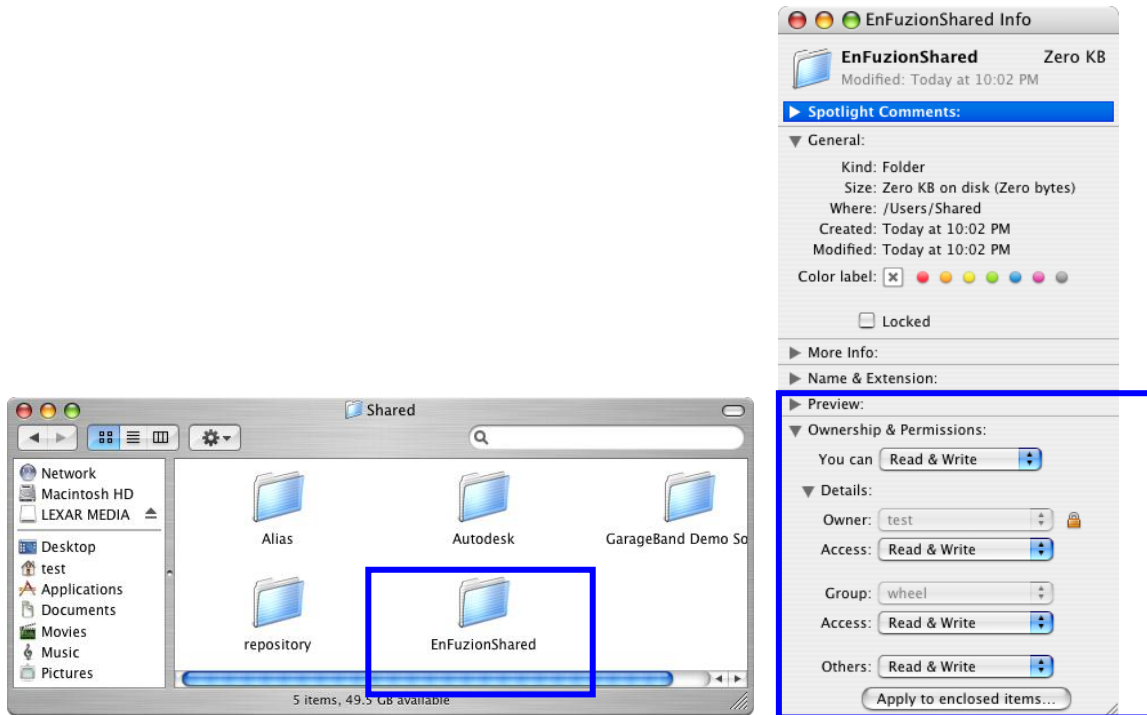 Shared
Network
Macintosh HD
LEXAR MEDIA
Desktop
test
Applications
Documents
Movies
Music
Pictures
Alias
Autodesk
GarageBand Demo So
repository
EnFuzionShared
5 items, 49.5 GB available
EnFuzionShared Info
EnFuzionShared Zero KB
Modified: Today at 10:02 PM
Spotlight Comments:
General:
Kind: Folder
Size: Zero KB on disk (Zero bytes)
Where: /Users/Shared
Created: Today at 10:02 PM
Modified: Today at 10:02 PM
Color label:
Locked
More Info:
Name & Extension:
Preview:
Ownership & Permissions:
You can Read & Write
Details:
Owner: test
Access: Read & Write
Group: wheel
Access: Read & Write
Others: Read & Write
Apply to enclosed items...